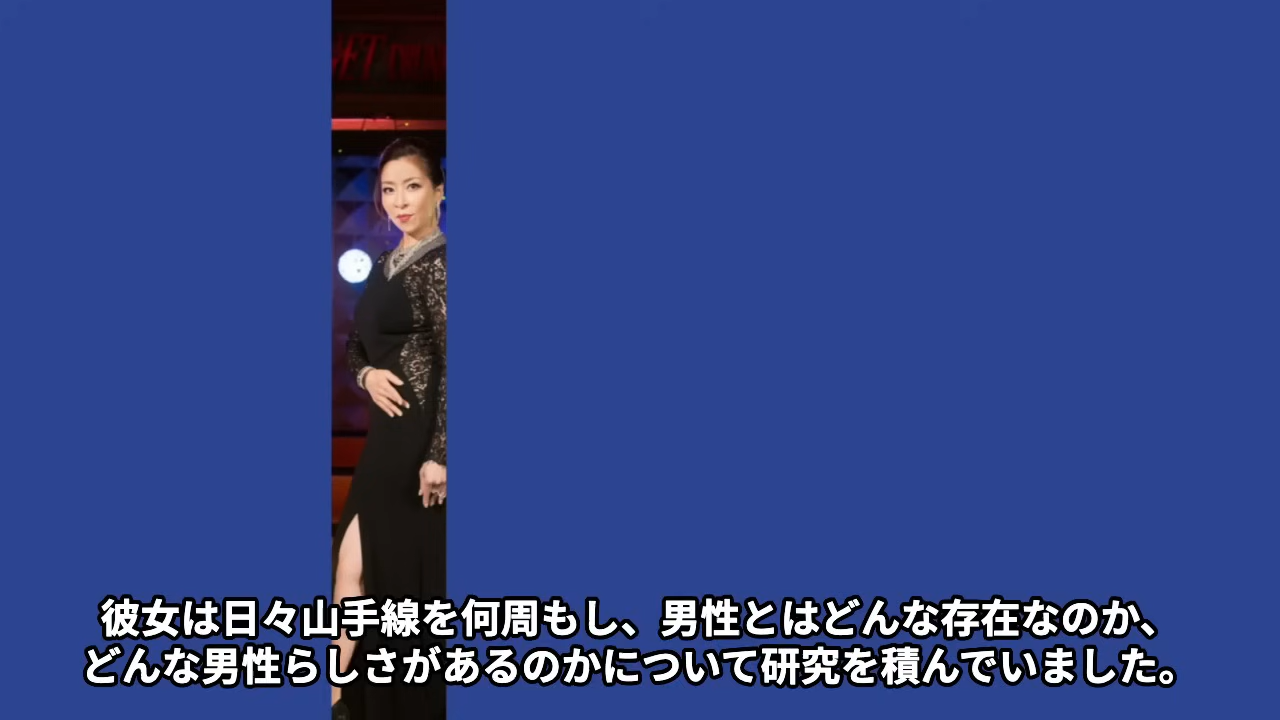 彼女は日々山手線を何周もし、男性とはどんな存在なのか、
どんな男性らしさがあるのかについて研究を積んでいました。